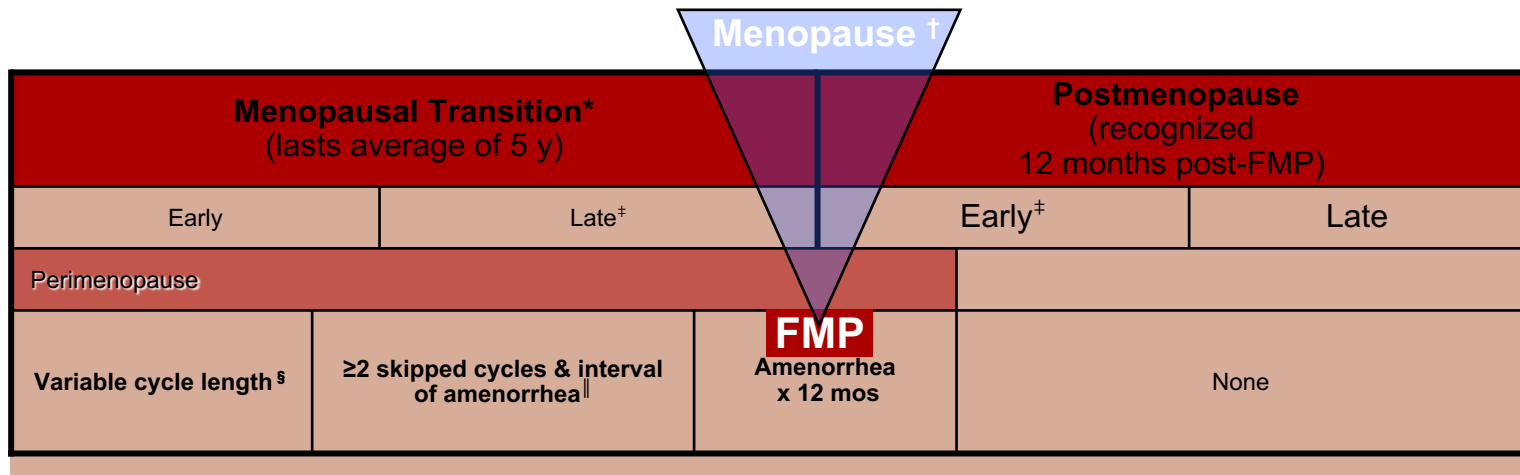 Menopause †
Menopausal Transition*
(lasts average of 5 y)
Postmenopause
(recognized
12 months post-FMP)
Early
Late‡
Early‡
Late
Perimenopause
FMP
Variable cycle length §
≥2 skipped cycles & interval
of amenorrhea‖
Amenorrhea
x 12 mos
None